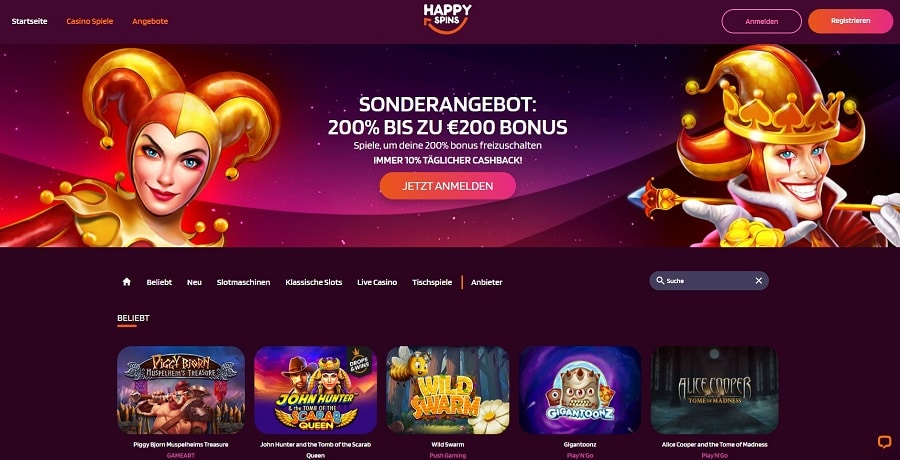 Startseite Casino Spiele Angebote
HAPPY
SPINS
Anmelden Registrieren
SONDERANGEBOT:
200% BIS ZU €200 BONUS
Spiele, um deine 200% bonus freizuschalten
IMMER 10% TÄGLICHER CASHBACK!
JETZT ANMELDEN
Beliebt Neu Slotmaschinen Klassische Slots Live Casino Tischspiele Anbieter Suche
BELIEBT
PIGGY BJORN
MUSPELHEIM'S TREASURE
JOHN HUNTER
& THE TOMB OF THE
SCARAB
QUEEN
DROPS
& WINS
WILD
SWARM
GIGANTOONZ
ALICE COOPER
TOME OF MADNESS
Piggy Bjorn Muspelheims Treasure
GAMEART
John Hunter and the Tomb of the Scarab
Queen
Wild Swarm
Push Gaming
Gigantoonz
Play'N'Go
Alice Cooper and the Tome of Madness
Play'N'Go